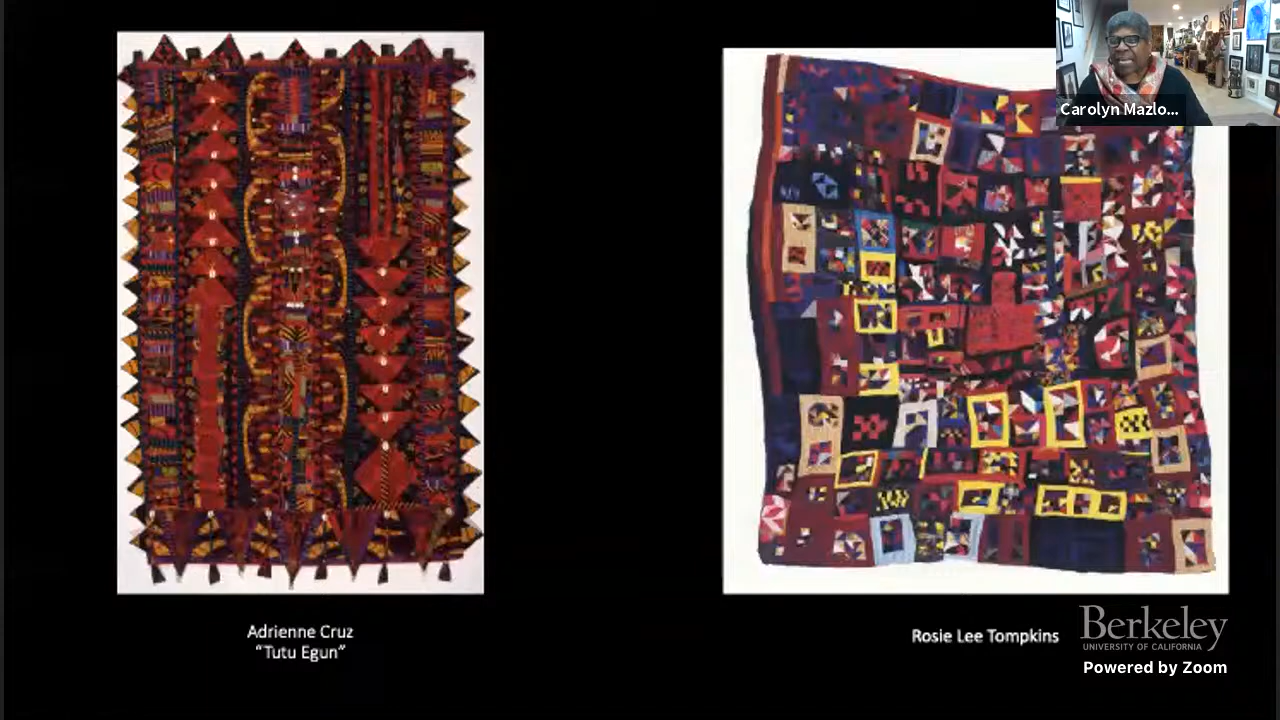 Carolyn Mazlo...
Adrienne Cruz
“Tutu Egun”
Rosie Lee Tompkins
Berkeley
UNIVERSITY OF CALIFORNIA
Powered by Zoom